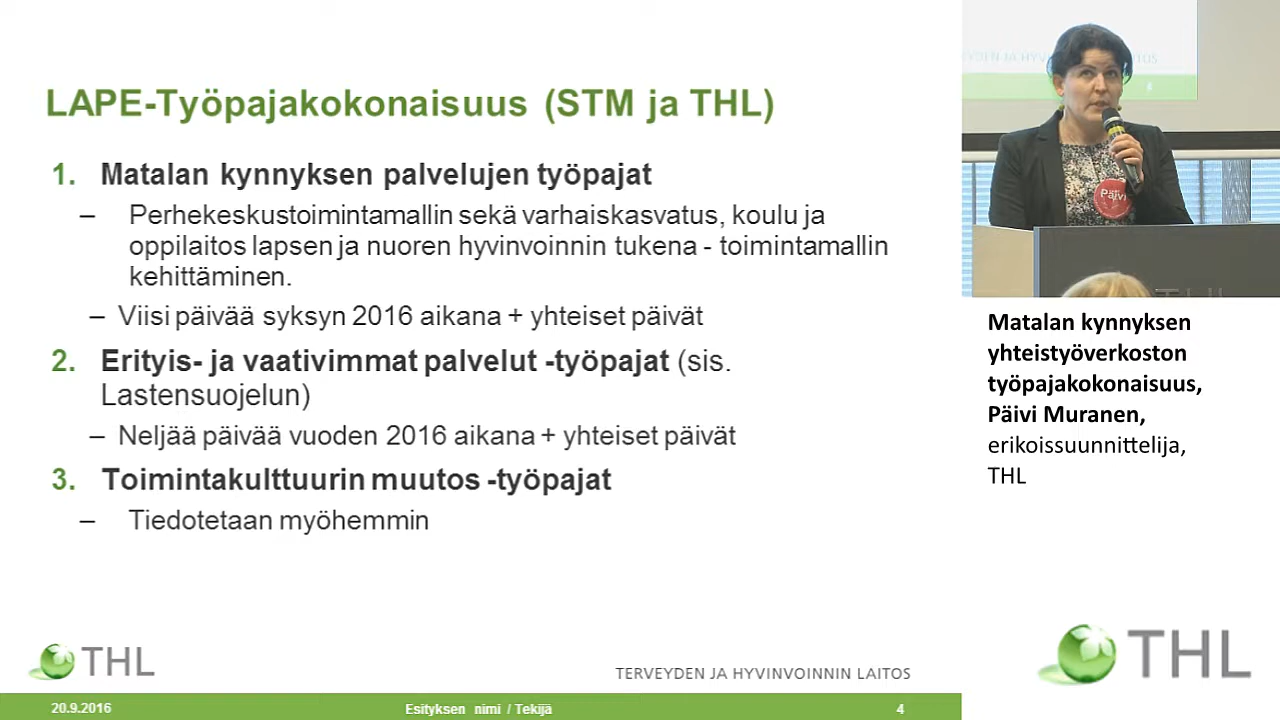 LAPE-Työpajakokonaisuus (STM ja THL)
1. Matalan kynnyksen palvelujen työpajat
– Perhekeskustoimintamallin sekä varhaiskasvatus, koulu ja
oppilaitos lapsen ja nuoren hyvinvoinnin tukena - toimintamallin
kehittäminen.
– Viisi päivää syksyn 2016 aikana + yhteiset päivät
2. Erityis- ja vaativimmat palvelut -työpajat (sis.
Lastensuojelun)
– Neljää päivää vuoden 2016 aikana + yhteiset päivät
3. Toimintakulttuurin muutos -työpajat
– Tiedotetaan myöhemmin
THL
TERVEYDEN JA HYVINVOINNIN LAITOS
20.9.2016
Esityksen nimi / Tekijä
4
Päivi
THL
Matalan kynnyksen
yhteistyöverkoston
työpajakokonaisuus,
Päivi Muranen,
erikoissuunnittelija,
THL
THL